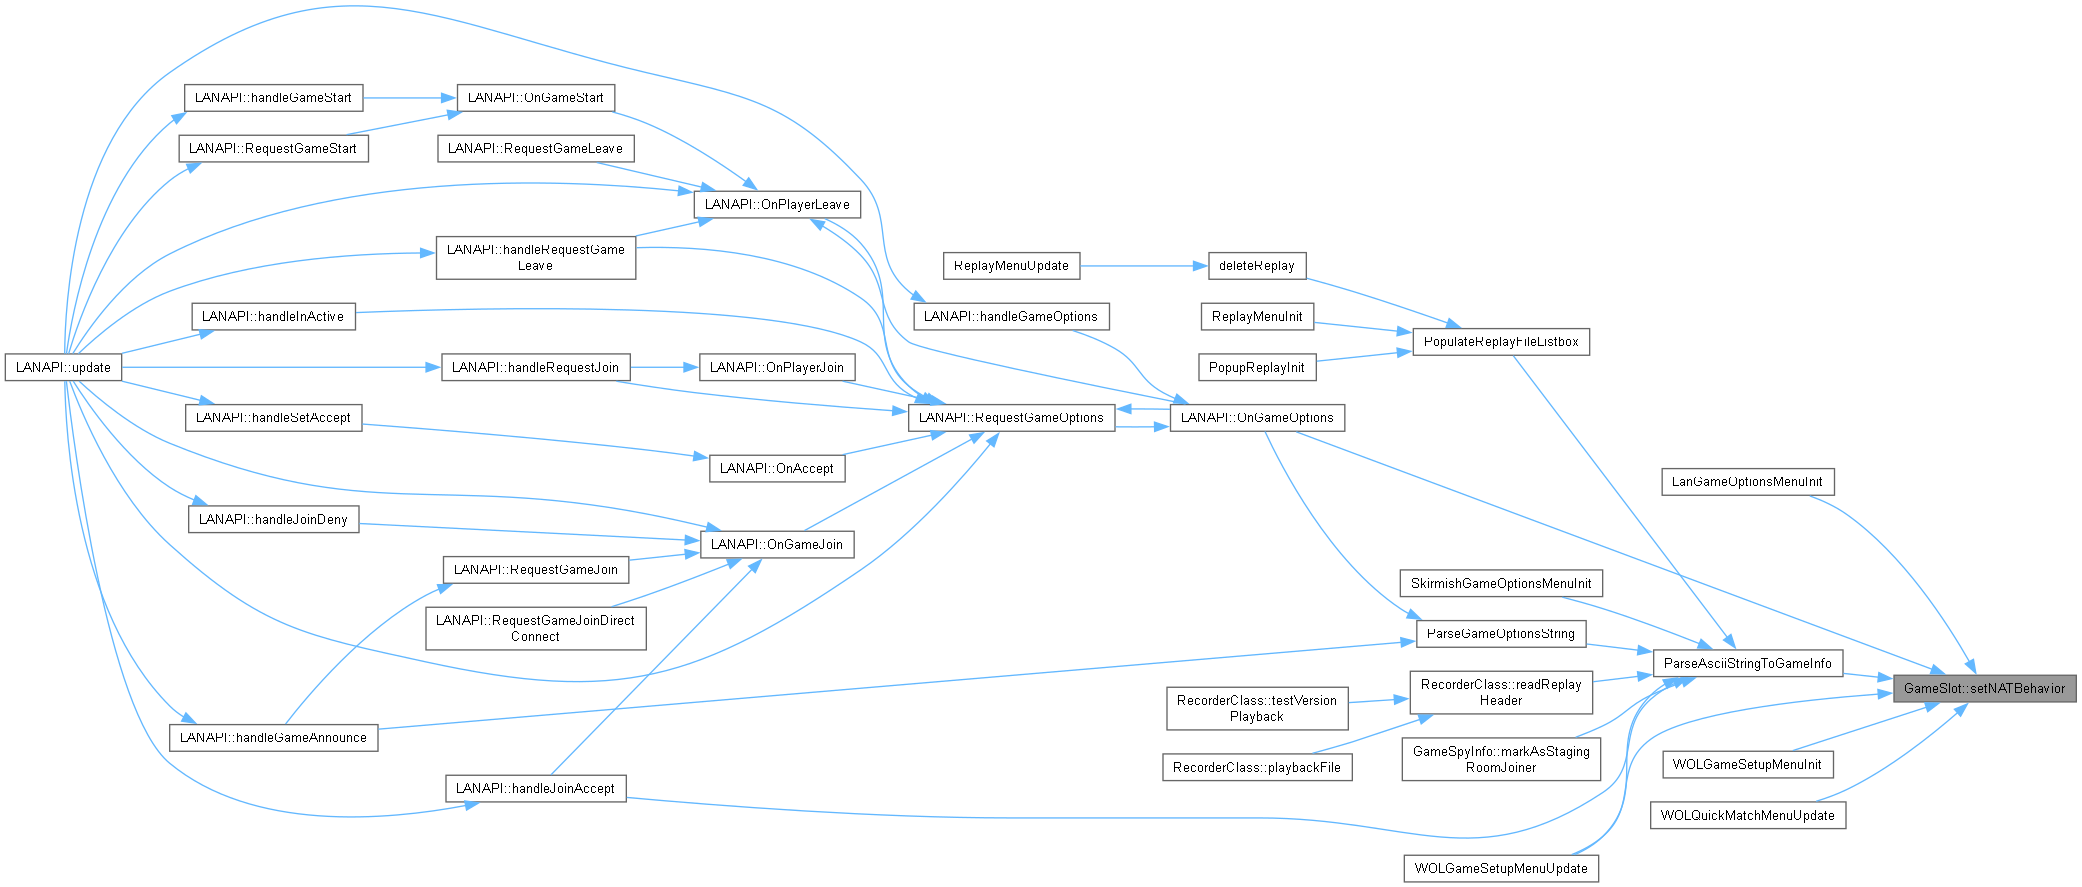 LANAPI::handleGameStart
LANAPI::OnGameStart
LANAPI::RequestGameStart
LANAPI::RequestGameLeave
LANAPI::OnPlayerLeave
LANAPI::handleRequestGame
Leave
ReplayMenuUpdate
deleteReplay
LANAPI::handleInActive
LANAPI::handleGameOptions
ReplayMenuInit
PopulateReplayFileListbox
LANAPI::update
LANAPI::handleRequestJoin
LANAPI::OnPlayerJoin
PopupReplayInit
LANAPI::handleSetAccept
LANAPI::RequestGameOptions
LANAPI::OnGameOptions
LANAPI::OnAccept
LanGameOptionsMenuInit
LANAPI::handleJoinDeny
LANAPI::OnGameJoin
LANAPI::RequestGameJoin
SkirmishGameOptionsMenuInit
LANAPI::RequestGameJoinDirect
Connect
ParseGameOptionsString
ParseAsciiStringToGameInfo
GameSlot::setNATBehavior
RecorderClass::readReplay
Header
RecorderClass::testVersion
Playback
LANAPI::handleGameAnnounce
GameSpyInfo::markAsStaging
RoomJoiner
RecorderClass::playbackFile
WOLGameSetupMenuInit
LANAPI::handleJoinAccept
WOLQuickMatchMenuUpdate
WOLGameSetupMenuUpdate